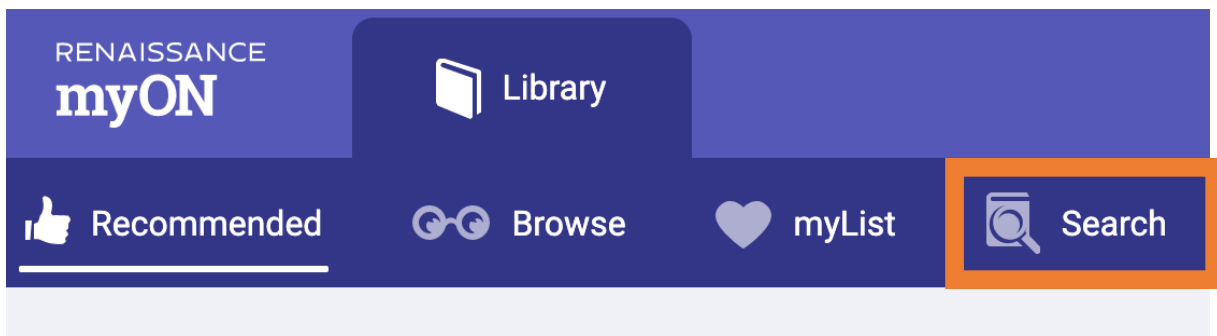 RENAISSANCE
myON
Library
Recommended
Browse
myList
Search